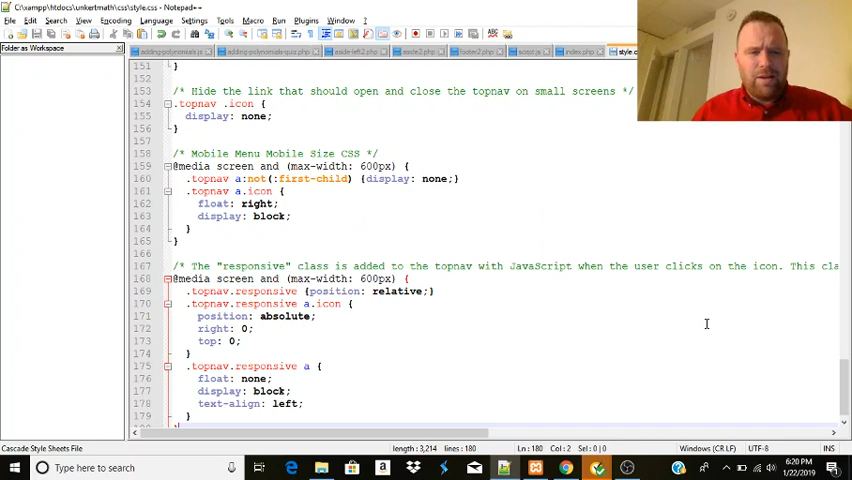 C:\xampp\htdocs\unkertmath\css\style.css - Notepad++
File Edit Search View Encoding Language Settings Tools Macro Run Plugins Window ?
Folder as Workspace
adding-polynomials.js adding-polynomials-quiz.php aside-left2.php aside2.php footer2.php script.js index.php style.c
151 }
152
153 /* Hide the link that should open and close the topnav on small screens */
154 .topnav .icon {
155 display: none;
156 }
157
158 /* Mobile Menu Mobile Size CSS */
159 @media screen and (max-width: 600px) {
160 .topnav a:not(:first-child) {display: none;}
161 .topnav a.icon {
162 float: right;
163 display: block;
164 }
165 }
166
167 /* The "responsive" class is added to the topnav with JavaScript when the user clicks on the icon. This cla
168 @media screen and (max-width: 600px) {
169 .topnav.responsive {position: relative;}
170 .topnav.responsive a.icon {
171 position: absolute;
172 right: 0;
173 top: 0;
174 }
175 .topnav.responsive a {
176 float: none;
177 display: block;
178 text-align: left;
179 }
180 }
Cascade Style Sheets File length : 3,214 lines : 180 Ln : 180 Col : 2 Sel : 0 | 0 Windows (CR LF) UTF-8 INS
Type here to search
6:20 PM
1/22/2019